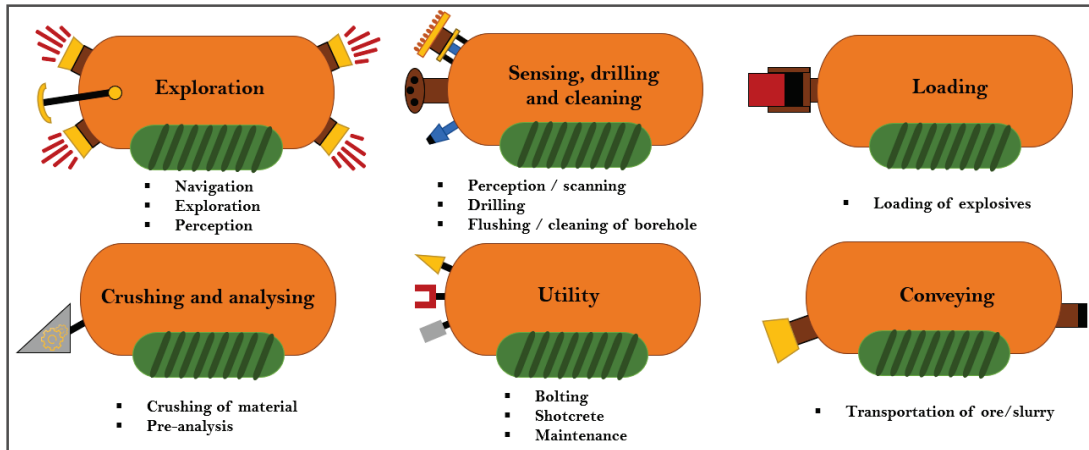 Exploration
▪ Navigation
▪ Exploration
▪ Perception
Sensing, drilling
and cleaning
▪ Perception / scanning
▪ Drilling
▪ Flushing / cleaning of borehole
Loading
▪ Loading of explosives
Crushing and analysing
▪ Crushing of material
▪ Pre-analysis
Utility
▪ Bolting
▪ Shotcrete
▪ Maintenance
Conveying
▪ Transportation of ore/slurry